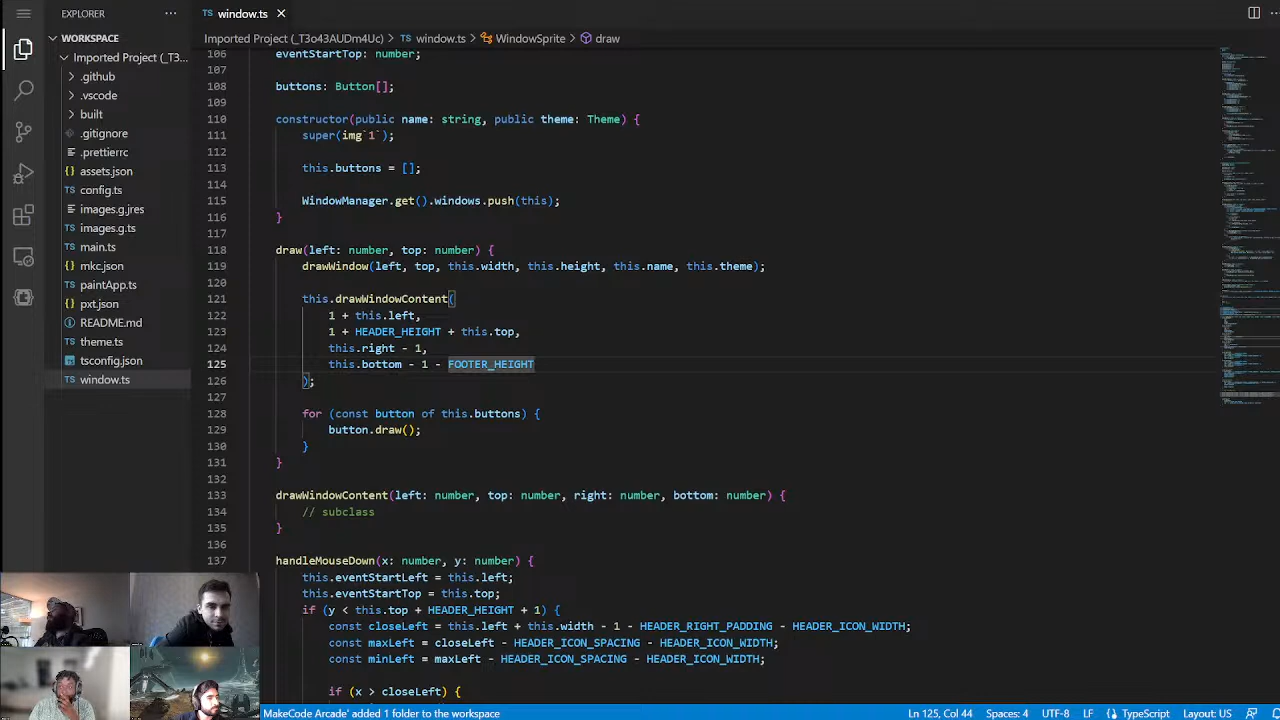 EXPLORER
WORKSPACE
Imported Project (_T3...
.github
.vscode
built
.gitignore
.prettierrc
assets.json
config.ts
images.g.jres
images.g.ts
main.ts
mkc.json
paint-app.ts
pxt.json
README.md
theme.ts
tsconfig.json
window.ts
TS window.ts
Imported Project (_T3o43AUDm4Uc) > TS window.ts > WindowSprite > draw
106 eventStartTop: number;
107
108 buttons: Button[];
109
110 constructor(public name: string, public theme: Theme) {
111 super(img`1`);
112
113 this.buttons = [];
114
115 WindowManager.get().windows.push(this);
116 }
117
118 draw(left: number, top: number) {
119 drawWindow(left, top, this.width, this.height, this.name, this.theme);
120
121 this.drawWindowContent(
122 1 + this.left,
123 1 + HEADER_HEIGHT + this.top,
124 this.right - 1,
125 this.bottom - 1 - FOOTER_HEIGHT
126 );
127
128 for (const button of this.buttons) {
129 button.draw();
130 }
131 }
132
133 drawWindowContent(left: number, top: number, right: number, bottom: number) {
134 // subclass
135 }
136
137 handleMouseDown(x: number, y: number) {
this.eventStartLeft = this.left;
this.eventStartTop = this.top;
if (y < this.top + HEADER_HEIGHT + 1) {
const closeLeft = this.left + this.width - 1 - HEADER_RIGHT_PADDING - HEADER_ICON_WIDTH;
const maxLeft = closeLeft - HEADER_ICON_SPACING - HEADER_ICON_WIDTH;
const minLeft = maxLeft - HEADER_ICON_SPACING - HEADER_ICON_WIDTH;
if (x > closeLeft) {
MakeCode Arcade' added 1 folder to the workspace
Ln 125, Col 44 Spaces: 4 UTF-8 LF {} TypeScript Layout: US